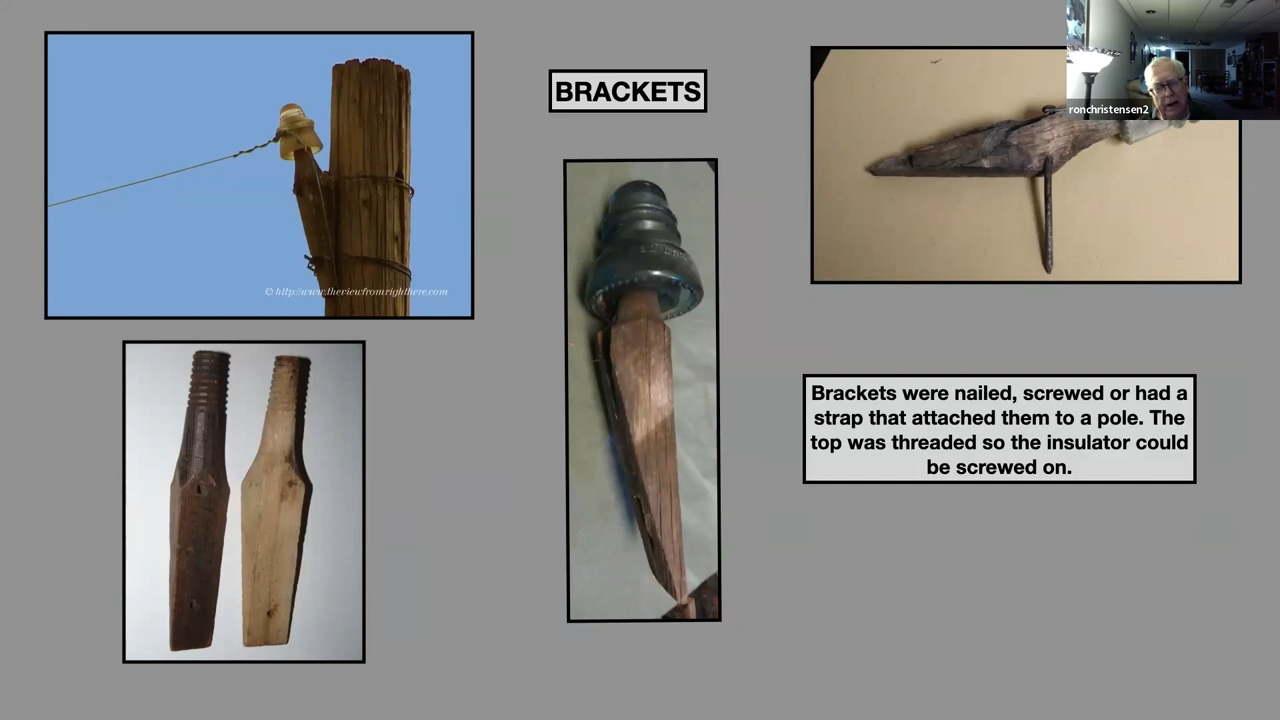 BRACKETS
ronchristensen2
© http://www.theviewfromrighthere.com
Brackets were nailed, screwed or had a
strap that attached them to a pole. The
top was threaded so the insulator could
be screwed on.